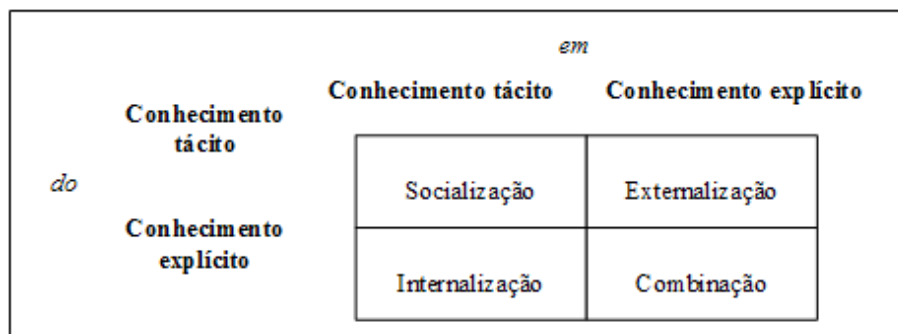 em
Conhecimento tácito Conhecimento explícito
Conhecimento
tácito
do
Socialização Externalização
Conhecimento
explícito
Internalização Combinação